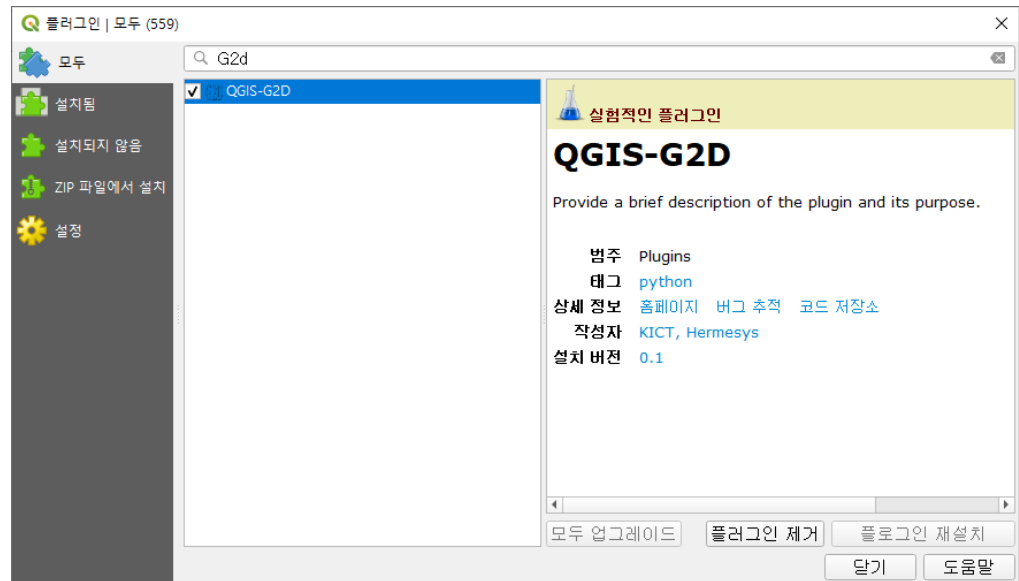 플러그인 | 모두 (559)
모두
G2d
설치됨
설치되지 않음
ZIP 파일에서 설치
설정
QGIS-G2D
실험적인 플러그인
QGIS-G2D
Provide a brief description of the plugin and its purpose.
범주 Plugins
태그 python
상세 정보 홈페이지 버그 추적 코드 저장소
작성자 KICT, Hermesys
설치 버전 0.1
모두 업그레이드 플러그인 제거 플로그인 재설치
닫기 도움말